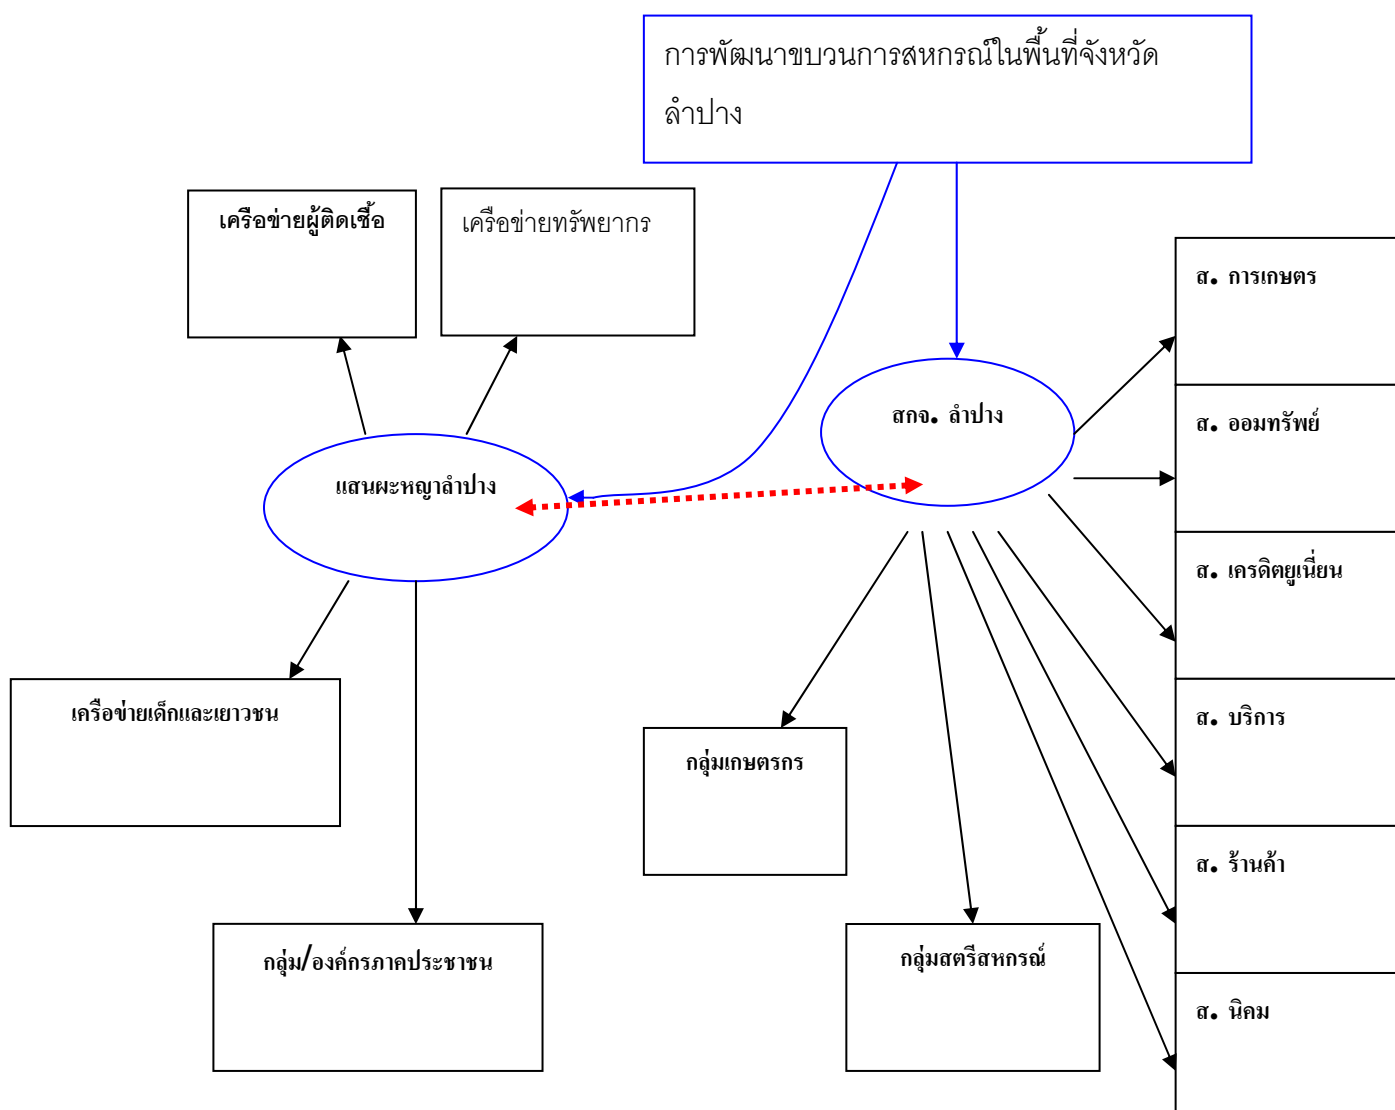 การพัฒนาขบวนการสหกรณ์ในพื้นที่จังหวัด
ลำปาง
เครือข่ายผู้ติดเชื้อ
เครือข่ายทรัพยากร
ส. การเกษตร
สกจ. ลำปาง
ส. ออมทรัพย์
แสนผะหญาลำปาง
ส. เครดิตยูเนี่ยน
เครือข่ายเด็กและเยาวชน
ส. บริการ
กลุ่มเกษตรกร
ส. ร้านค้า
กลุ่ม/องค์กรภาคประชาชน
กลุ่มสตรีสหกรณ์
ส. นิคม